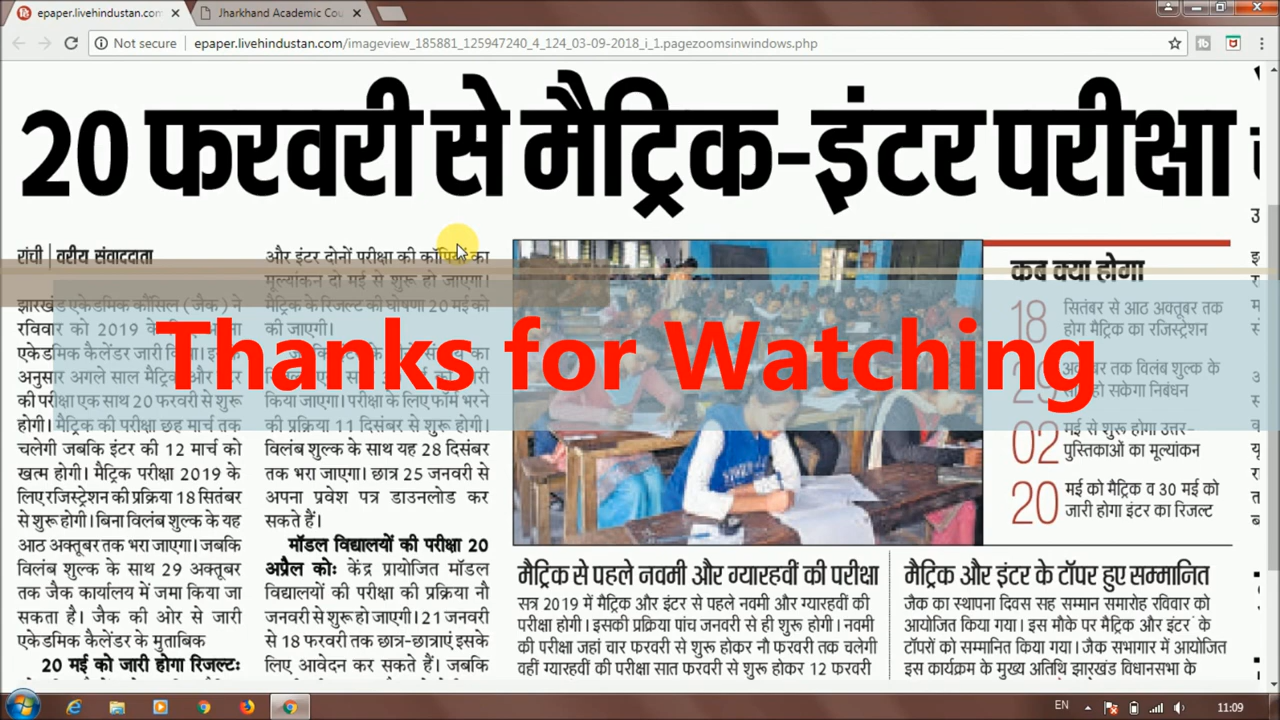 epaper.livehindustan.com
Jharkhand Academic Cou
Not secure
epaper.livehindustan.com/imageview_185881_125947240_4_124_03-09-2018_i_1.pagezoomsinwindows.php
20 फरवरी से मैट्रिक-इंटर परीक्षा
रांची | वरीय संवाददाता
झारखंड एकेडमिक कौंसिल (जैक) ने
रविवार को 2019 के
एकेडमिक कैलेंडर जारी
अनुसार अगले साल मैट्रिक और इंटर
की परीक्षा एक साथ 20 फरवरी से शुरू
होगी। मैट्रिक की परीक्षा छह मार्च तक
चलेगी जबकि इंटर की 12 मार्च को
खत्म होगी। मैट्रिक परीक्षा 2019 के
लिए रजिस्ट्रेशन की प्रक्रिया 18 सितंबर
से शुरू होगी। बिना विलंब शुल्क के यह
आठ अक्तूबर तक भरा जाएगा। जबकि
विलंब शुल्क के साथ 29 अक्तूबर
तक जैक कार्यालय में जमा किया जा
सकता है। जैक की ओर से जारी
एकेडमिक कैलेंडर के मुताबिक
20 मई को जारी होगा रिजल्टः
और इंटर दोनों परीक्षा की कॉपियों का
मूल्यांकन दो मई से शुरू हो जाएगा।
मैट्रिक के रिजल्ट की घोषणा 20 मई को
की जाएगी।
किया जाएगा। परीक्षा के लिए फॉर्म भरने
की प्रक्रिया 11 दिसंबर से शुरू होगी।
विलंब शुल्क के साथ यह 28 दिसंबर
तक भरा जाएगा। छात्र 25 जनवरी से
अपना प्रवेश पत्र डाउनलोड कर
सकते हैं।
मॉडल विद्यालयों की परीक्षा 20
अप्रैल कोः केंद्र प्रायोजित मॉडल
विद्यालयों की परीक्षा की प्रक्रिया नौ
जनवरी से शुरू हो जाएगी। 21 जनवरी
से 18 फरवरी तक छात्र-छात्राएं इसके
लिए आवेदन कर सकते हैं। जबकि
Thanks for Watching
कब क्या होगा
18 सितंबर से आठ अक्तूबर तक
होग मैट्रिक का रजिस्ट्रेशन
तक विलंब शुल्क के
हो सकेगा निबंधन
02 मई से शुरू होगा उत्तर-
पुस्तिकाओं का मूल्यांकन
20 मई को मैट्रिक व 30 मई को
जारी होगा इंटर का रिजल्ट
मैट्रिक से पहले नवमी और ग्यारहवीं की परीक्षा
सत्र 2019 में मैट्रिक और इंटर से पहले नवमी और ग्यारहवीं की
परीक्षा होगी। इसकी प्रक्रिया पांच जनवरी से ही शुरू होगी। नवमी
की परीक्षा जहां चार फरवरी से शुरू होकर नौ फरवरी तक चलेगी
वहीं ग्यारहवीं की परीक्षा सात फरवरी से शुरू होकर 12 फरवरी
मैट्रिक और इंटर के टॉपर हुए सम्मानित
जैक का स्थापना दिवस सह सम्मान समारोह रविवार को
आयोजित किया गया। इस मौके पर मैट्रिक और इंटर के
टॉपरों को सम्मानित किया गया। जैक सभागार में आयोजित
इस कार्यक्रम के मुख्य अतिथि झारखंड विधानसभा के
EN
11:09